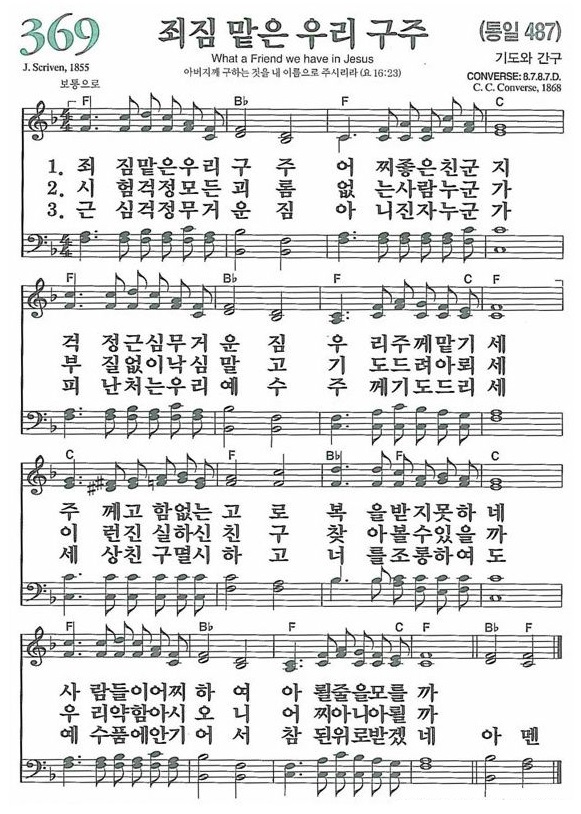 369
죄짐 맡은 우리 구주
(통일 487)
What a Friend we have in Jesus
기도와 간구
J. Scriven, 1855
아버지께 구하는 것을 내 이름으로 주시리라 (요 16:23)
CONVERSE: 8.7.8.7.D.
보통으로
C. C. Converse, 1868
F B♭ F C
1. 죄 짐맡은우리 구 주 어 찌좋은친군 지
2. 시 험걱정모든 괴 롬 없 는사람누군 가
3. 근 심걱정무거 운 짐 아 니진자누군 가
F B♭ F C F
걱 정근심무거 운 짐 우 리주께맡기 세
부 질없이낙심 말 고 기 도드려아뢰 세
피 난처는우리 예 수 주 께기도드리 세
C F B♭ F C
주 께고함없는 고 로 복 을받지못하 네
이 런진실하신 친 구 찾 아볼수있을 까
세 상친구멸시 하 고 너 를조롱하여 도
F B♭ F C F B♭ F
사 람들이어찌 하 여 아 뢸줄을모를 까
우 리약함아시 오 니 어 찌아니아뢸 까
예 수품에안기 어 서 참 된위로받겠 네 아 멘